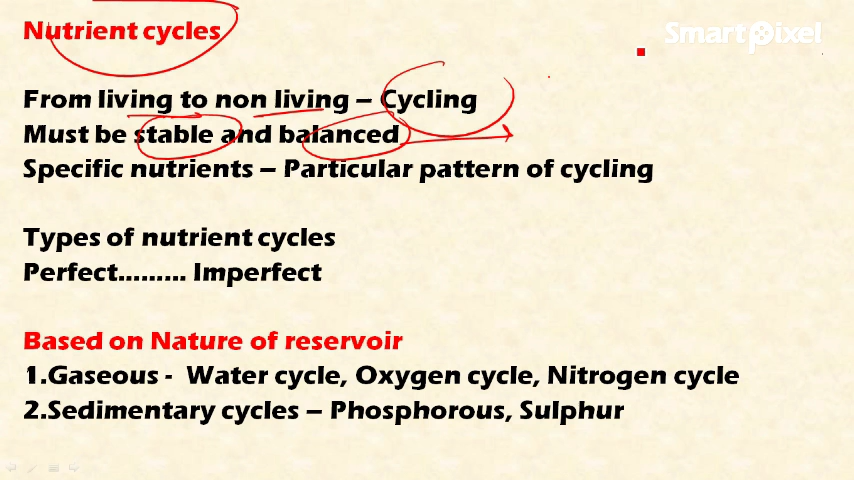 Nutrient cycles
SmartPixel
From living to non living – Cycling
Must be stable and balanced
Specific nutrients – Particular pattern of cycling
Types of nutrient cycles
Perfect......... Imperfect
Based on Nature of reservoir
1.Gaseous - Water cycle, Oxygen cycle, Nitrogen cycle
2.Sedimentary cycles – Phosphorous, Sulphur